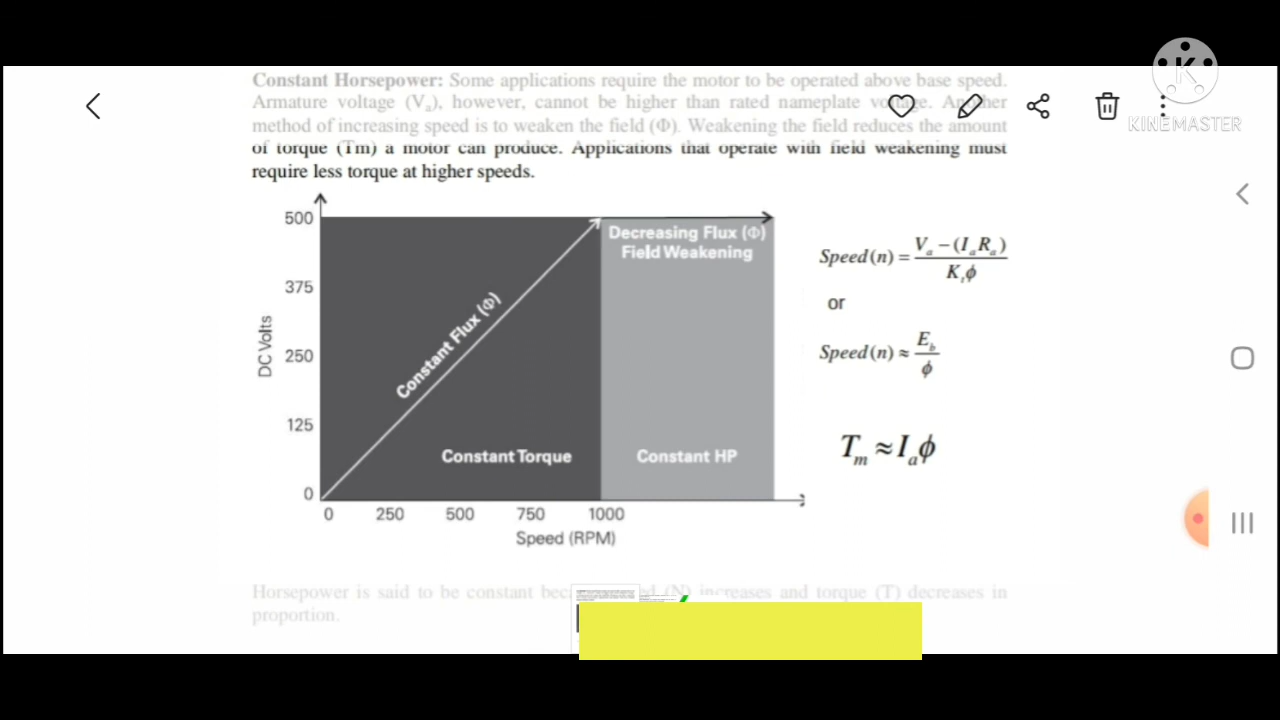 Constant Horsepower: Some applications require the motor to be operated above base speed.
Armature voltage (Va), however, cannot be higher than rated nameplate voltage. Another
method of increasing speed is to weaken the field (Φ). Weakening the field reduces the amount
of torque (Tm) a motor can produce. Applications that operate with field weakening must
require less torque at higher speeds.
KINEMASTER
500
375
250
125
0
DC Volts
Constant Flux (Φ)
Decreasing Flux (Φ)
Field Weakening
Constant Torque
Constant HP
0 250 500 750 1000
Speed (RPM)
Speed(n) = Va – (IaRa) / Ktϕ
or
Speed(n) ≈ Eb / ϕ
Tm ≈ Iaϕ
Horsepower is said to be constant (N) increases and torque (T) decreases in
proportion.